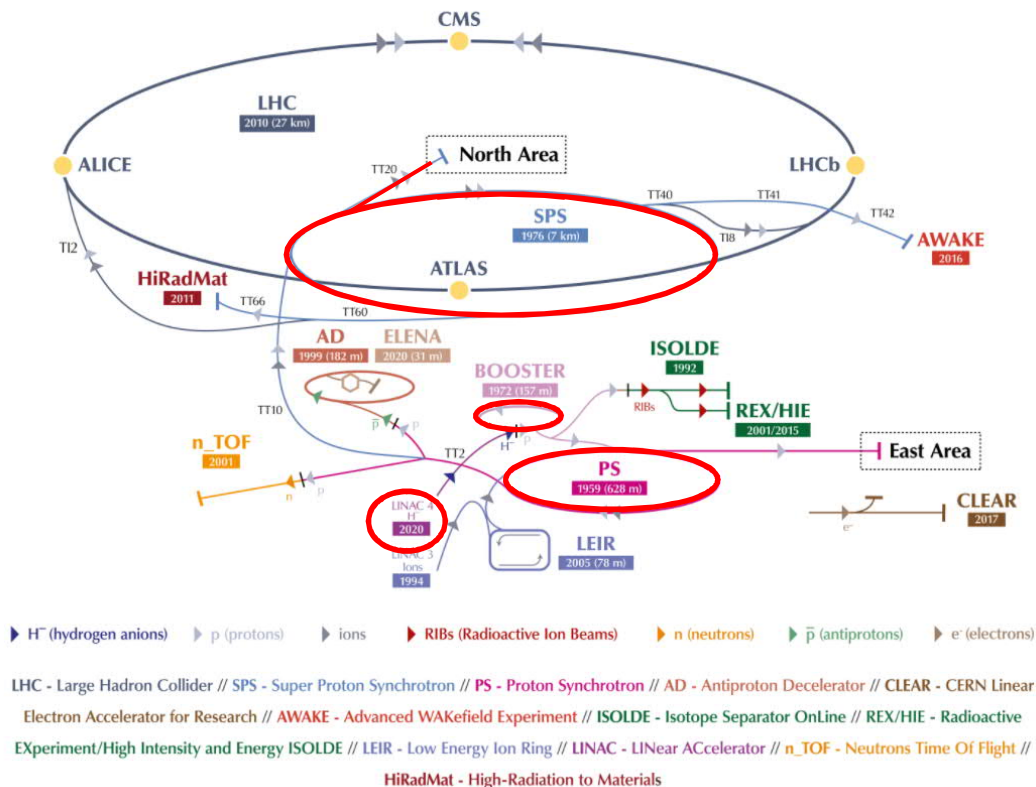 CMS
LHC
2010 (27 km)
North Area
TT20
ALICE
LHCb
TT40
TT41
SPS
1976 (7 km)
TT42
TI8
TI2
AWAKE
2016
ATLAS
HiRadMat
2011
TT66
TT60
AD
1999 (182 m)
ELENA
2020 (31 m)
ISOLDE
1992
BOOSTER
1972 (157 m)
RIBs
REX/HIE
2001/2015
TT10
p̅
p
p
H⁻
TT2
n_TOF
2001
East Area
n
p
PS
1959 (628 m)
LINAC 4
H⁻
2020
CLEAR
2017
e⁻
LINAC 3
Ions
1994
LEIR
2005 (78 m)
H⁻ (hydrogen anions) p (protons) ions RIBs (Radioactive Ion Beams) n (neutrons) p̅ (antiprotons) e⁻ (electrons)
LHC - Large Hadron Collider // SPS - Super Proton Synchrotron // PS - Proton Synchrotron // AD - Antiproton Decelerator // CLEAR - CERN Linear
Electron Accelerator for Research // AWAKE - Advanced WAKefield Experiment // ISOLDE - Isotope Separator OnLine // REX/HIE - Radioactive
EXperiment/High Intensity and Energy ISOLDE // LEIR - Low Energy Ion Ring // LINAC - LINear ACcelerator // n_TOF - Neutrons Time Of Flight //
HiRadMat - High-Radiation to Materials